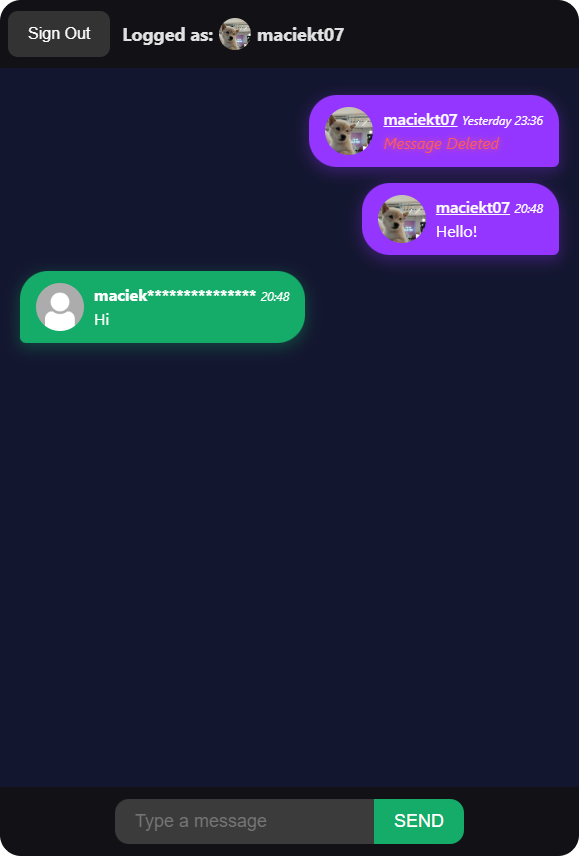 Sign Out Logged as: maciekt07
maciekt07 Yesterday 23:36
Message Deleted
maciekt07 20:48
Hello!
maciek*************** 20:48
Hi
Type a message SEND